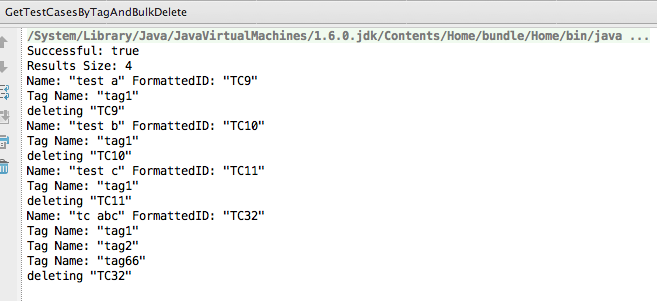 GetTestCasesByTagAndBulkDelete
/System/Library/Java/JavaVirtualMachines/1.6.0.jdk/Contents/Home/bundle/Home/bin/java ...
Successful: true
Results Size: 4
Name: "test a" FormattedID: "TC9"
Tag Name: "tag1"
deleting "TC9"
Name: "test b" FormattedID: "TC10"
Tag Name: "tag1"
deleting "TC10"
Name: "test c" FormattedID: "TC11"
Tag Name: "tag1"
deleting "TC11"
Name: "tc abc" FormattedID: "TC32"
Tag Name: "tag1"
Tag Name: "tag2"
Tag Name: "tag66"
deleting "TC32"